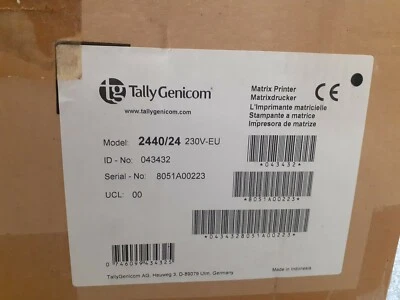 tg TallyGenicom
www.tallygenicom.com
Matrix Printer
Matrixdrucker
L'Imprimante matricielle
Stampante a matrice
Impresora de matrize
CE
Model: 2440/24 230V-EU
ID - No: 043432
Serial - No: 8051A00223
UCL: 00
*043432*
*8051A00223*
*0434328051A00223*
TallyGenicom AG, Heuweg 3, D-89079 Ulm, Germany
Made in Indonesia